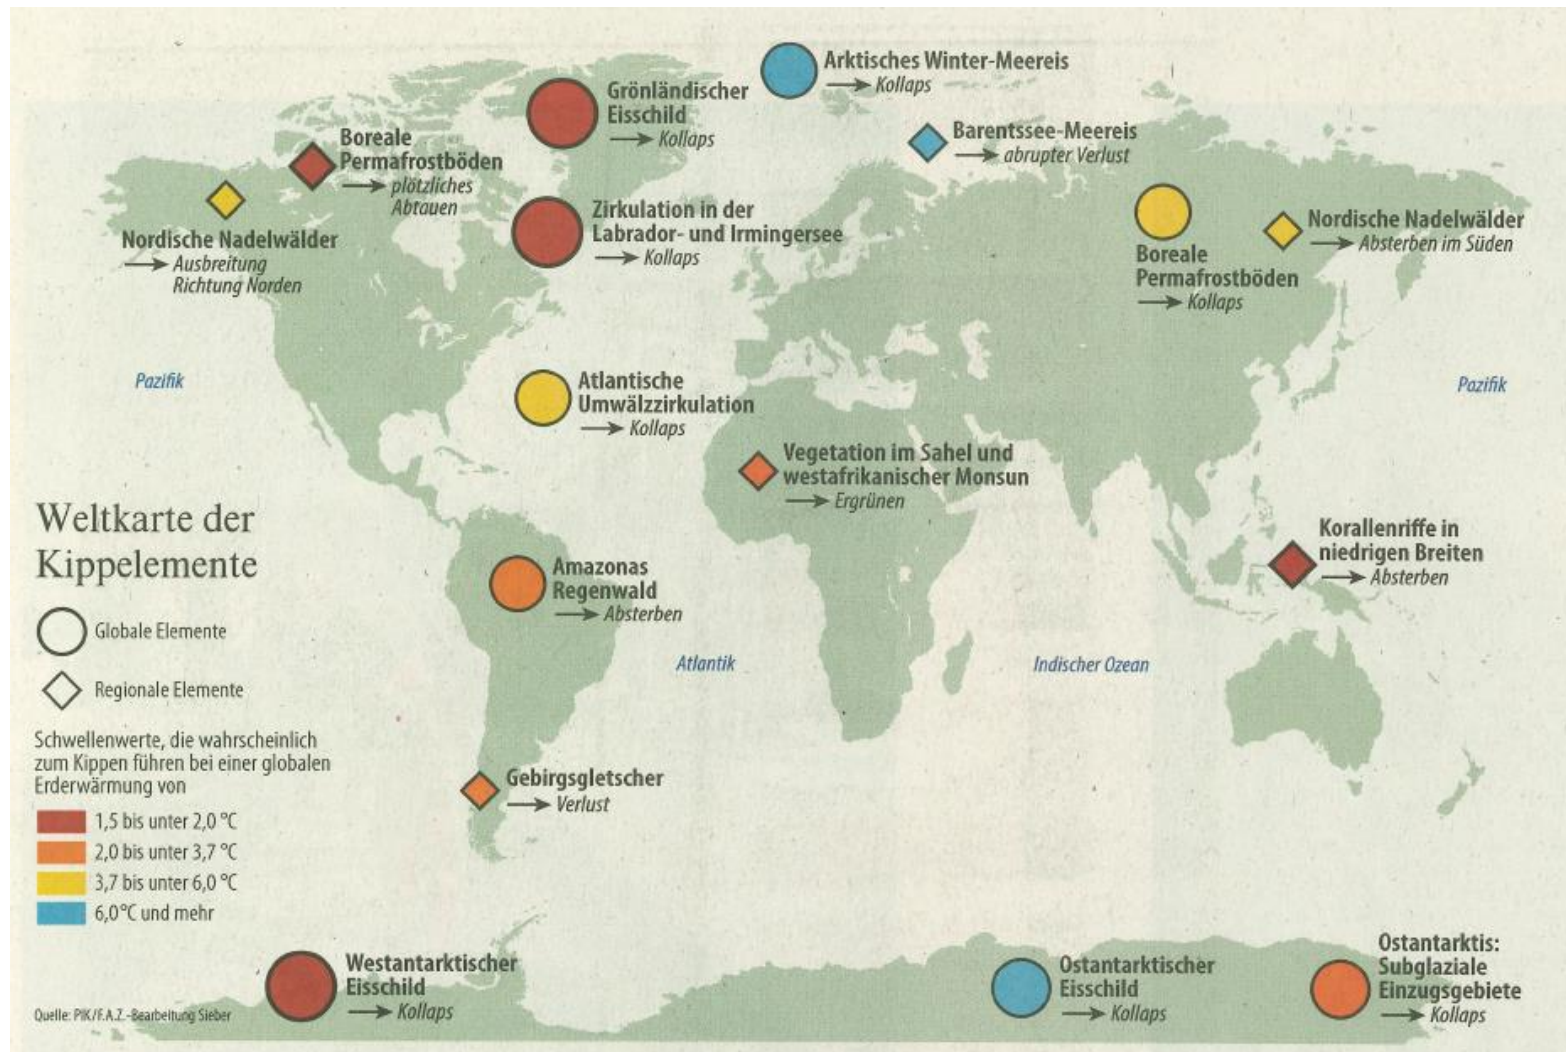 Arktisches Winter-Meereis
Kollaps
Grönländischer
Eisschild
Kollaps
Barentssee-Meereis
abrupter Verlust
Boreale
Permafrostböden
plötzliches
Abtauen
Nordische Nadelwälder
Ausbreitung
Richtung Norden
Zirkulation in der
Labrador- und Irmingersee
Kollaps
Boreale
Permafrostböden
Kollaps
Nordische Nadelwälder
Absterben im Süden
Pazifik
Atlantische
Umwälzzirkulation
Kollaps
Pazifik
Vegetation im Sahel und
westafrikanischer Monsun
Ergrünen
Korallenriffe in
niedrigen Breiten
Absterben
Amazonas
Regenwald
Absterben
Atlantik
Indischer Ozean
Gebirgsgletscher
Verlust
Weltkarte der
Kippelemente
Globale Elemente
Regionale Elemente
Schwellenwerte, die wahrscheinlich
zum Kippen führen bei einer globalen
Erderwärmung von
1,5 bis unter 2,0 °C
2,0 bis unter 3,7 °C
3,7 bis unter 6,0 °C
6,0°C und mehr
Westantarktischer
Eisschild
Kollaps
Ostantarktischer
Eisschild
Kollaps
Ostantarktis:
Subglaziale
Einzugsgebiete
Kollaps
Quelle: PIK/F.A.Z.-Bearbeitung Sieber